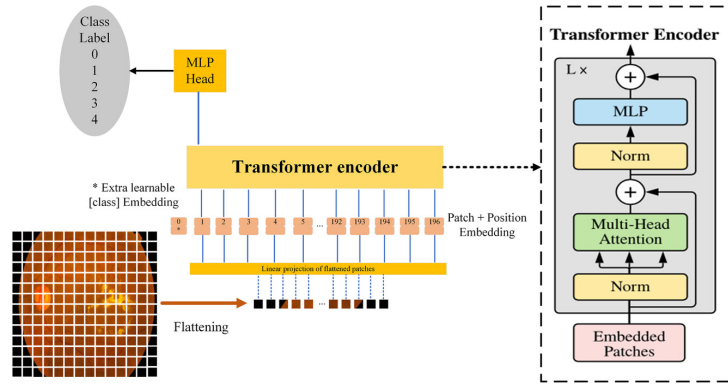 Class
Label
0
1
2
3
4
MLP
Head
Transformer encoder
* Extra learnable
[class] Embedding
0 1 2 3 4 5 ... 192 193 194 195 196
*
Patch + Position
Embedding
Linear projection of flattened patches
...
Flattening
Transformer Encoder
L ×
+
MLP
Norm
+
Multi-Head
Attention
Norm
Embedded
Patches